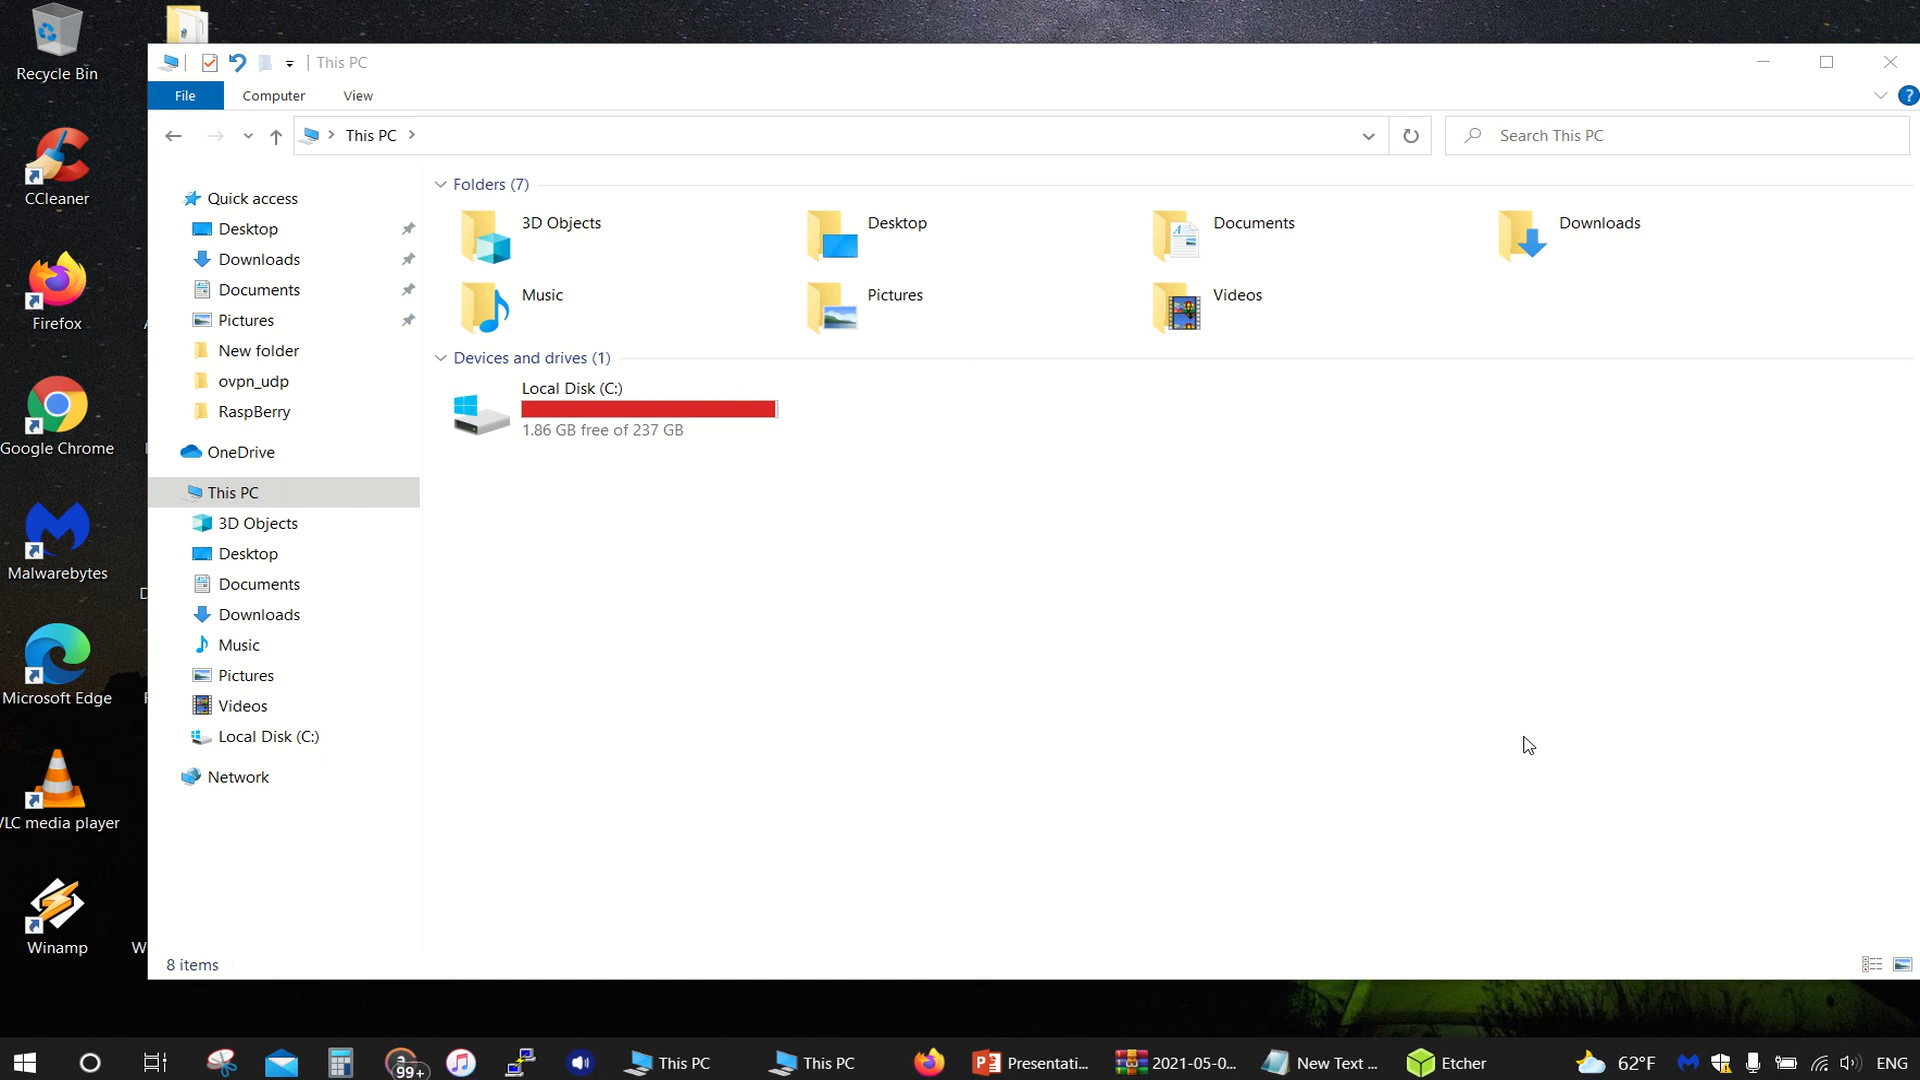 Recycle Bin
CCleaner
Firefox
Google Chrome
Malwarebytes
Microsoft Edge
VLC media player
Winamp
This PC
File Computer View
?
This PC
Search This PC
Quick access
Desktop
Downloads
Documents
Pictures
New folder
ovpn_udp
RaspBerry
OneDrive
This PC
3D Objects
Desktop
Documents
Downloads
Music
Pictures
Videos
Local Disk (C:)
Network
Folders (7)
3D Objects Desktop Documents Downloads
Music Pictures Videos
Devices and drives (1)
Local Disk (C:)
1.86 GB free of 237 GB
8 items
99+ This PC This PC Presentati... 2021-05-0... New Text ... Etcher 62°F ENG